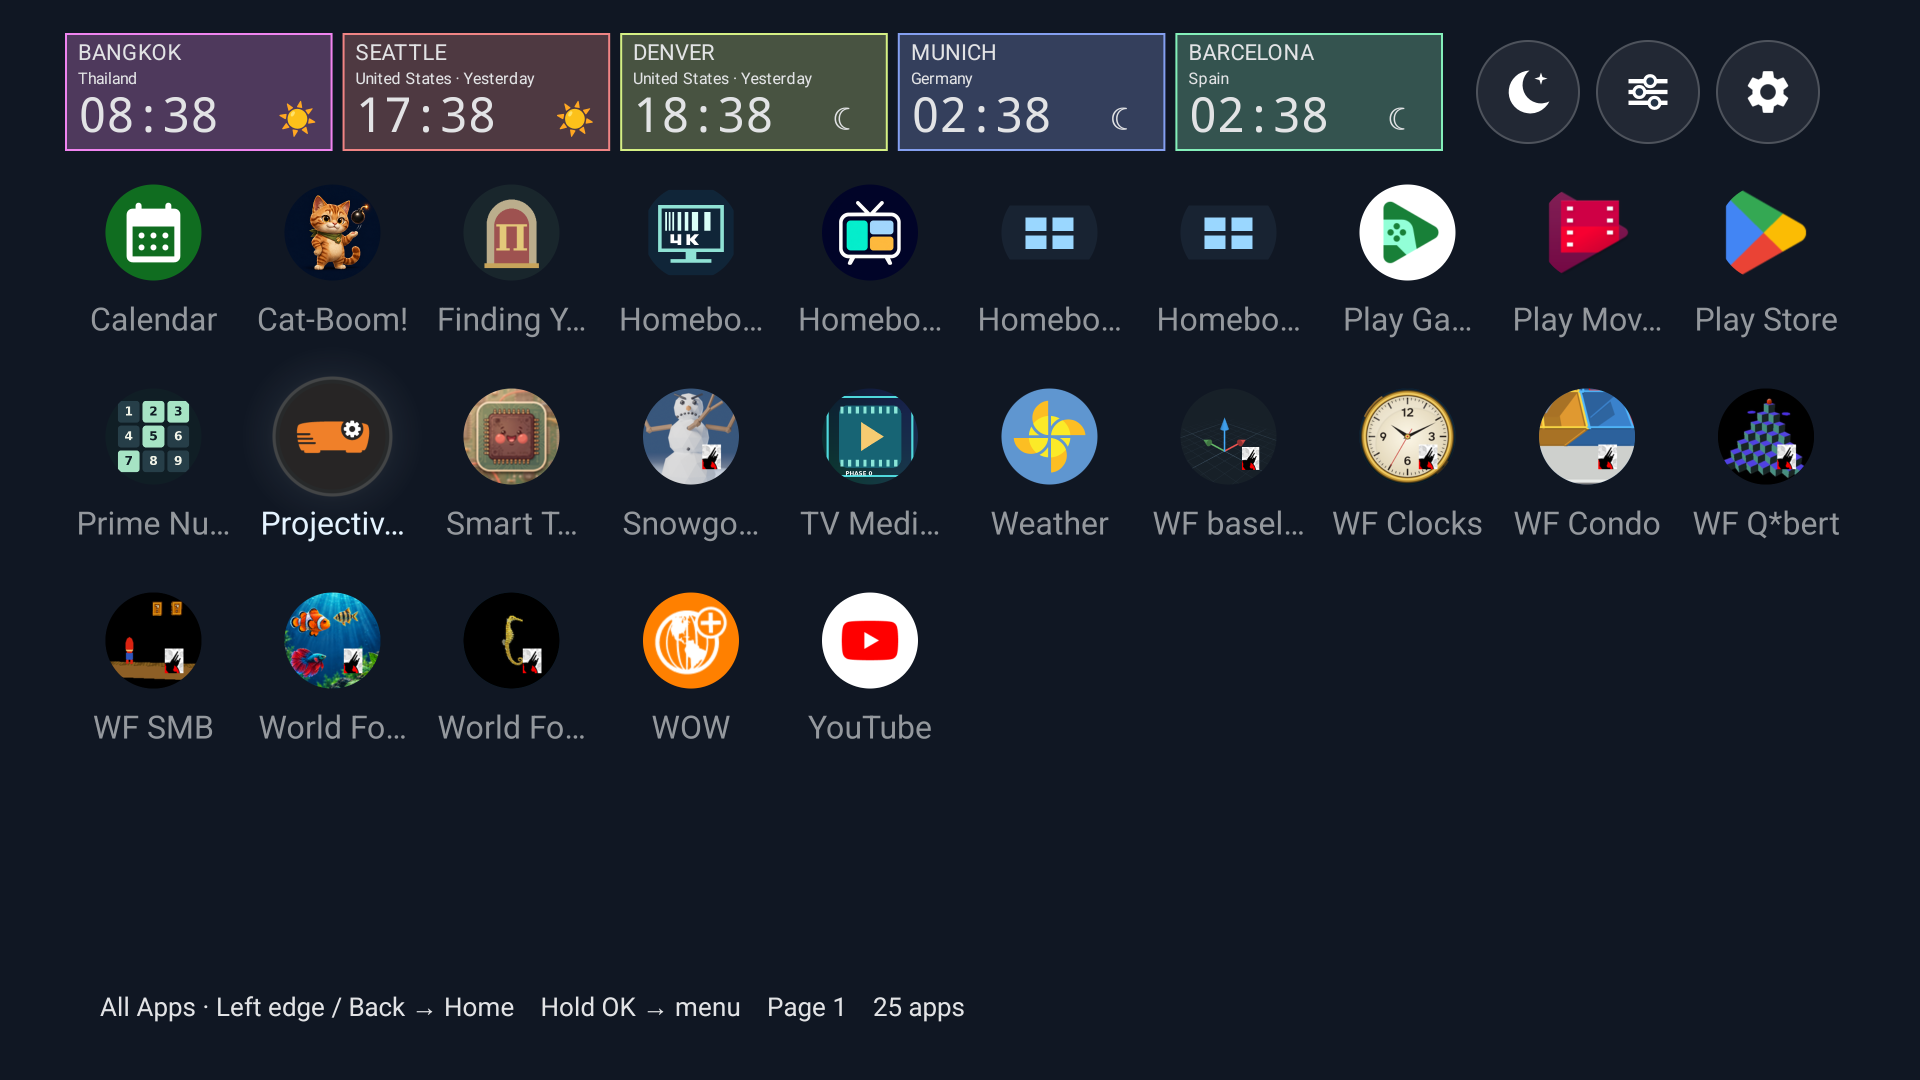 BANGKOK
Thailand
08:38
SEATTLE
United States · Yesterday
17:38
DENVER
United States · Yesterday
18:38
MUNICH
Germany
02:38
BARCELONA
Spain
02:38
Calendar
Cat-Boom!
Finding Y...
4K
Homebo...
Homebo...
Homebo...
Homebo...
Play Ga...
Play Mov...
Play Store
1 2 3
4 5 6
7 8 9
Prime Nu...
Projectiv...
Smart T...
Snowgo...
PHASE 0
TV Medi...
Weather
WF basel...
12
9 3
6
WF Clocks
WF Condo
WF Q*bert
WF SMB
World Fo...
World Fo...
WOW
YouTube
All Apps · Left edge / Back → Home Hold OK → menu Page 1 25 apps